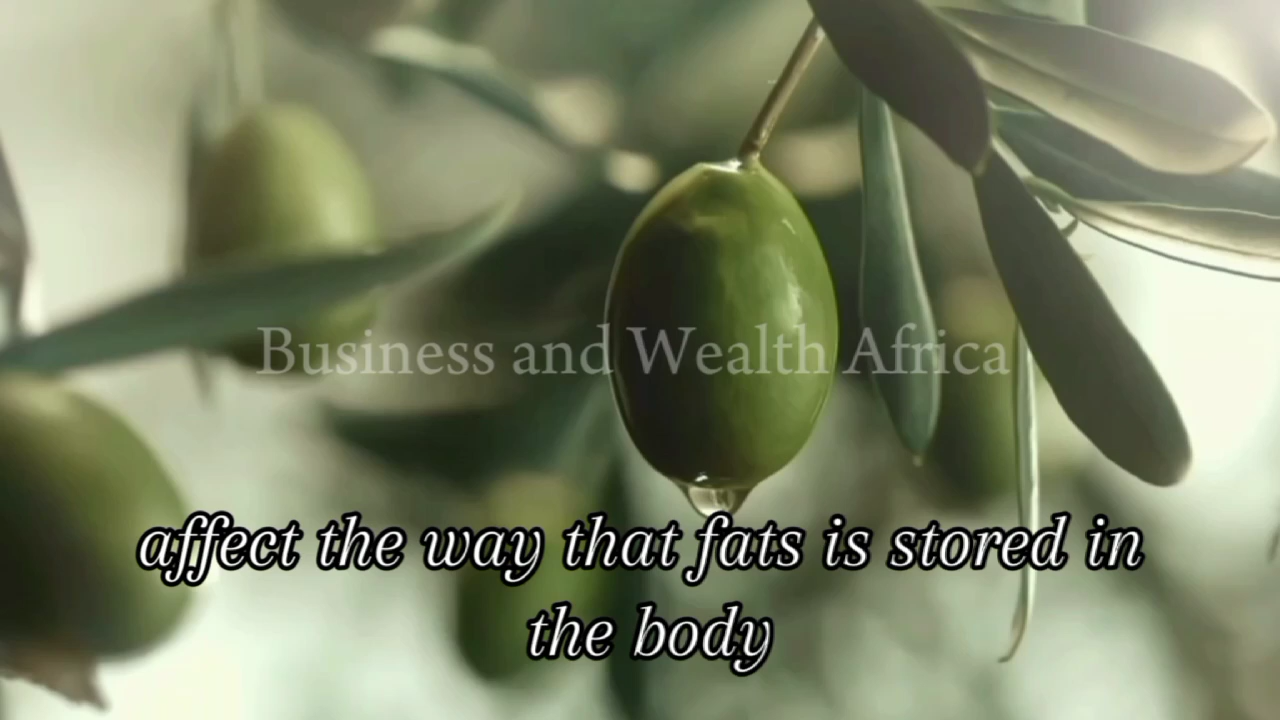 Business and Wealth Africa
affect the way that fats is stored in
the body